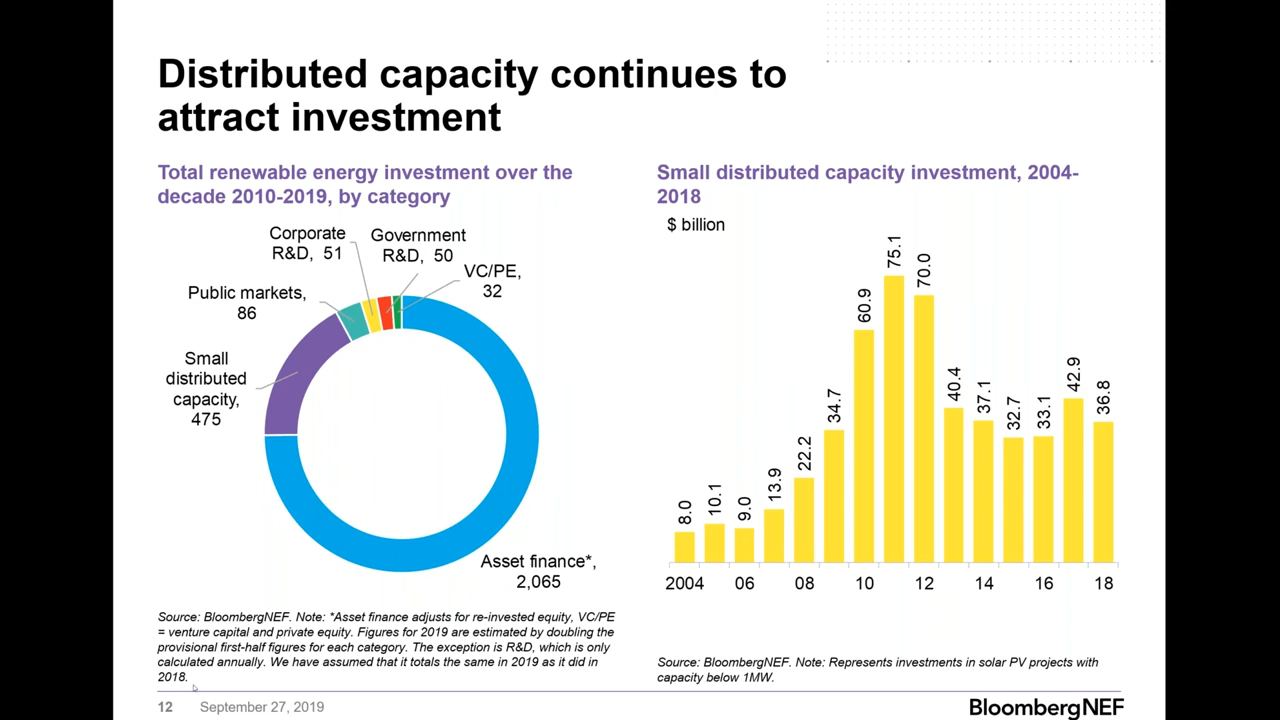 Distributed capacity continues to
attract investment
Total renewable energy investment over the
decade 2010-2019, by category
Corporate
R&D, 51
Government
R&D, 50
VC/PE,
32
Public markets,
86
Small
distributed
capacity,
475
Asset finance*,
2,065
Source: BloombergNEF. Note: *Asset finance adjusts for re-invested equity, VC/PE
= venture capital and private equity. Figures for 2019 are estimated by doubling the
provisional first-half figures for each category. The exception is R&D, which is only
calculated annually. We have assumed that it totals the same in 2019 as it did in
2018.
Small distributed capacity investment, 2004-
2018
$ billion
8.0
10.1
9.0
13.9
22.2
34.7
60.9
75.1
70.0
40.4
37.1
32.7
33.1
42.9
36.8
2004 06 08 10 12 14 16 18
Source: BloombergNEF. Note: Represents investments in solar PV projects with
capacity below 1MW.
12 September 27, 2019
BloombergNEF